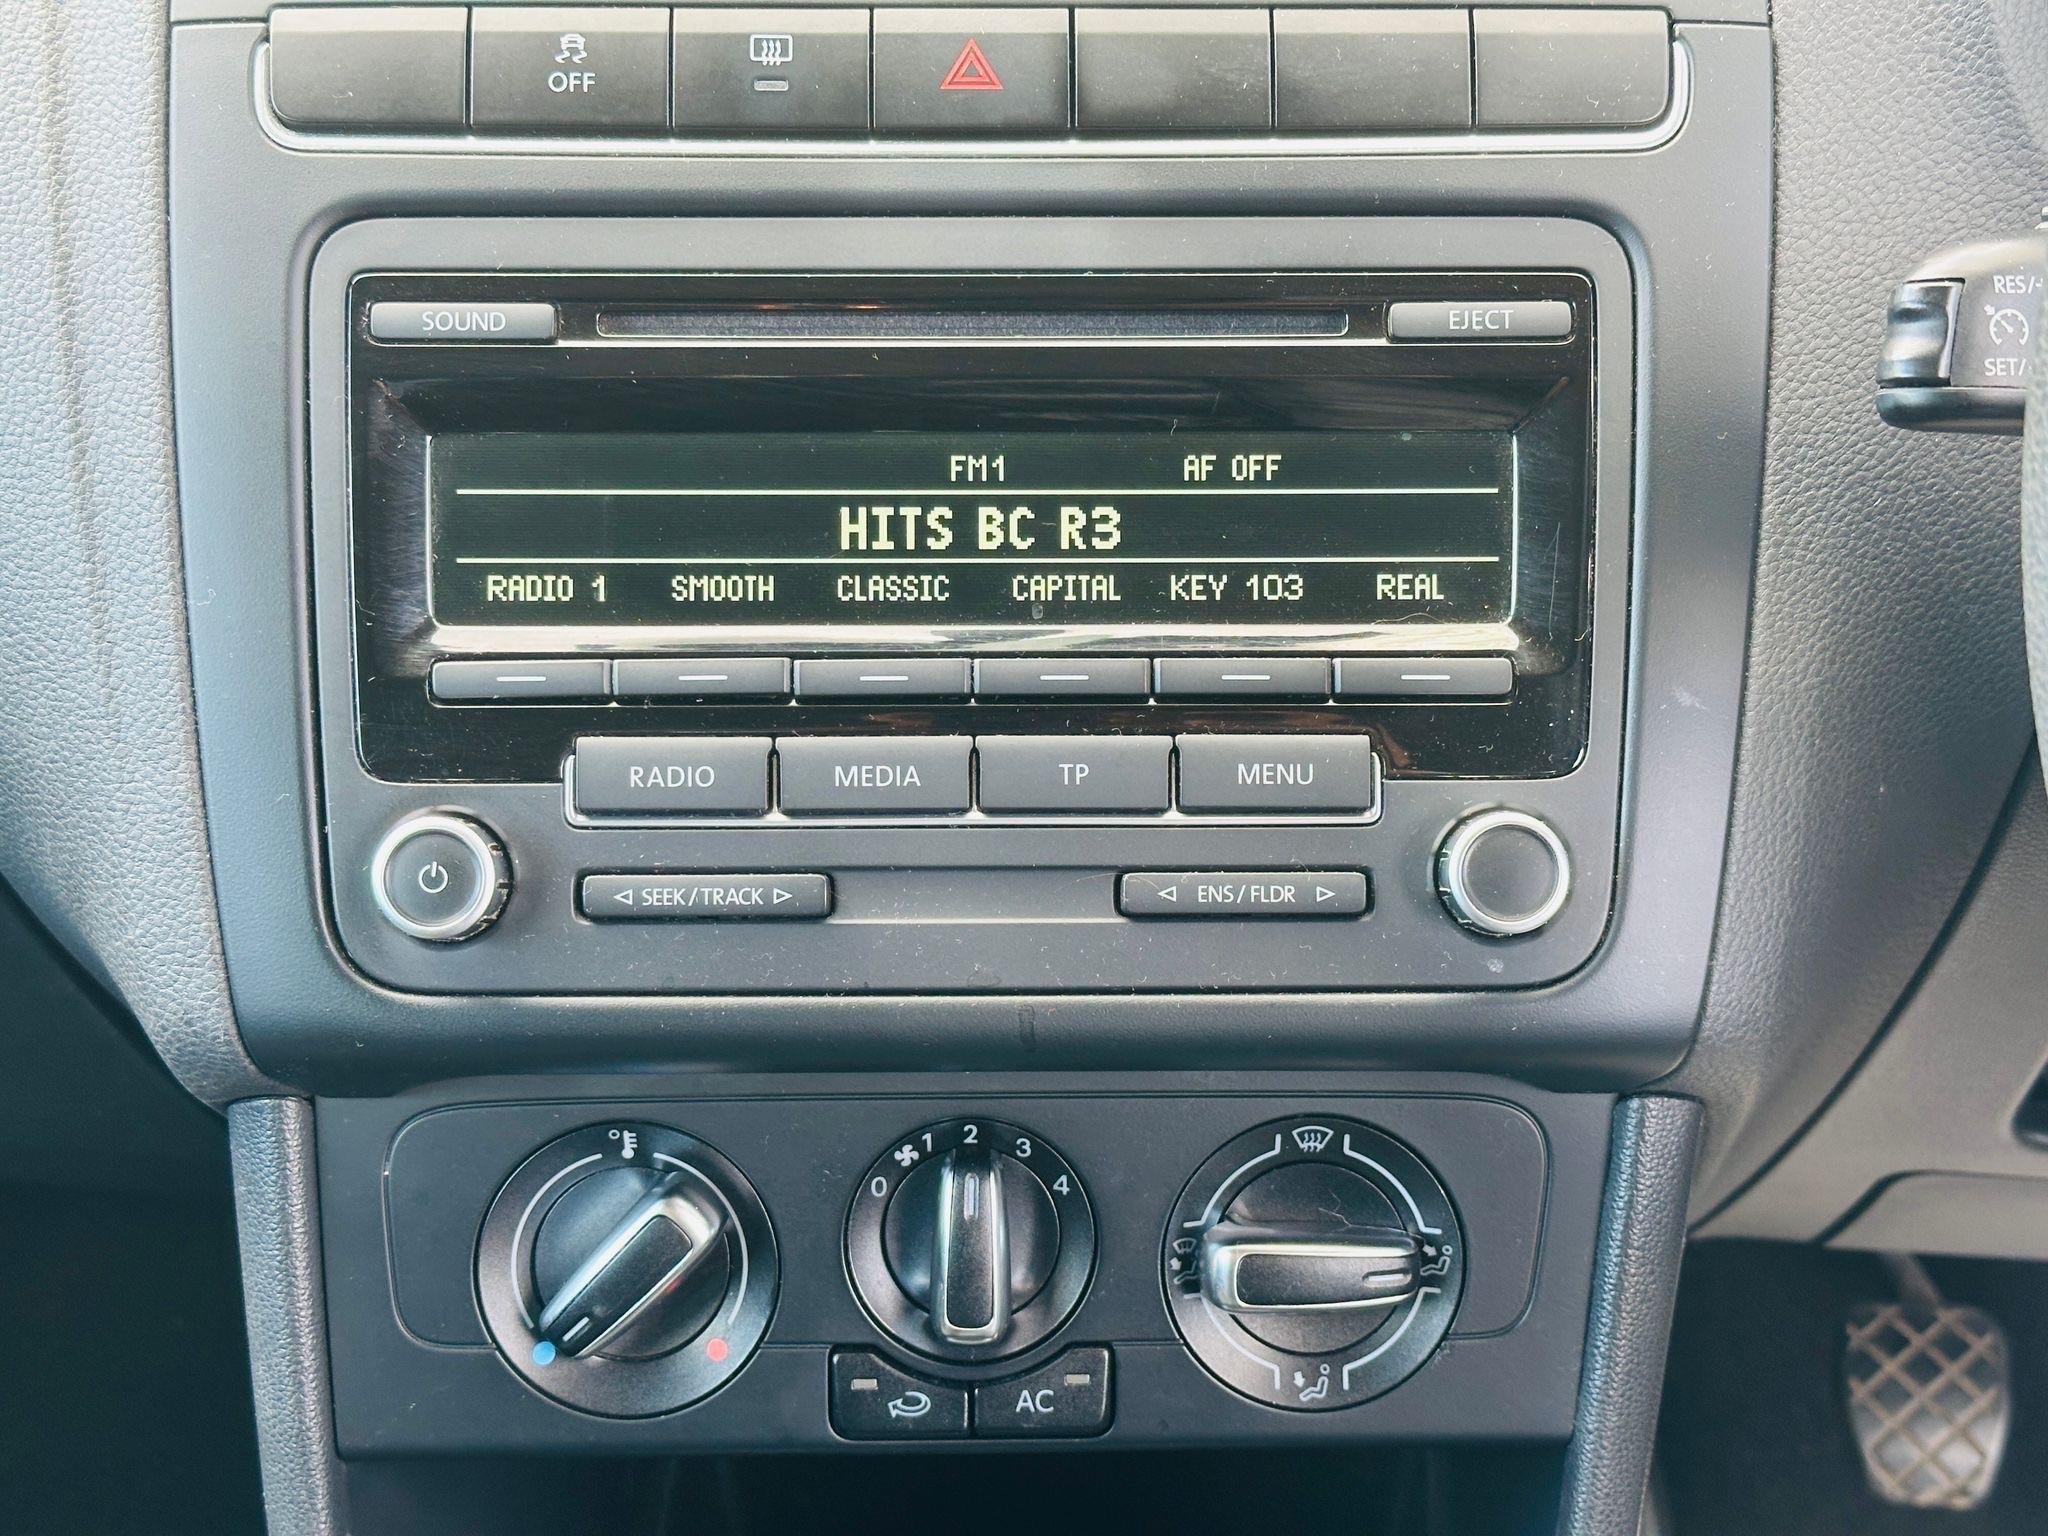 OFF
SOUND
EJECT
RES/+
SET/-
FM1 AF OFF
HITS BC R3
RADIO 1 SMOOTH CLASSIC CAPITAL KEY 103 REAL
RADIO MEDIA TP MENU
SEEK/TRACK
ENS/FLDR
0 1 2 3 4
AC